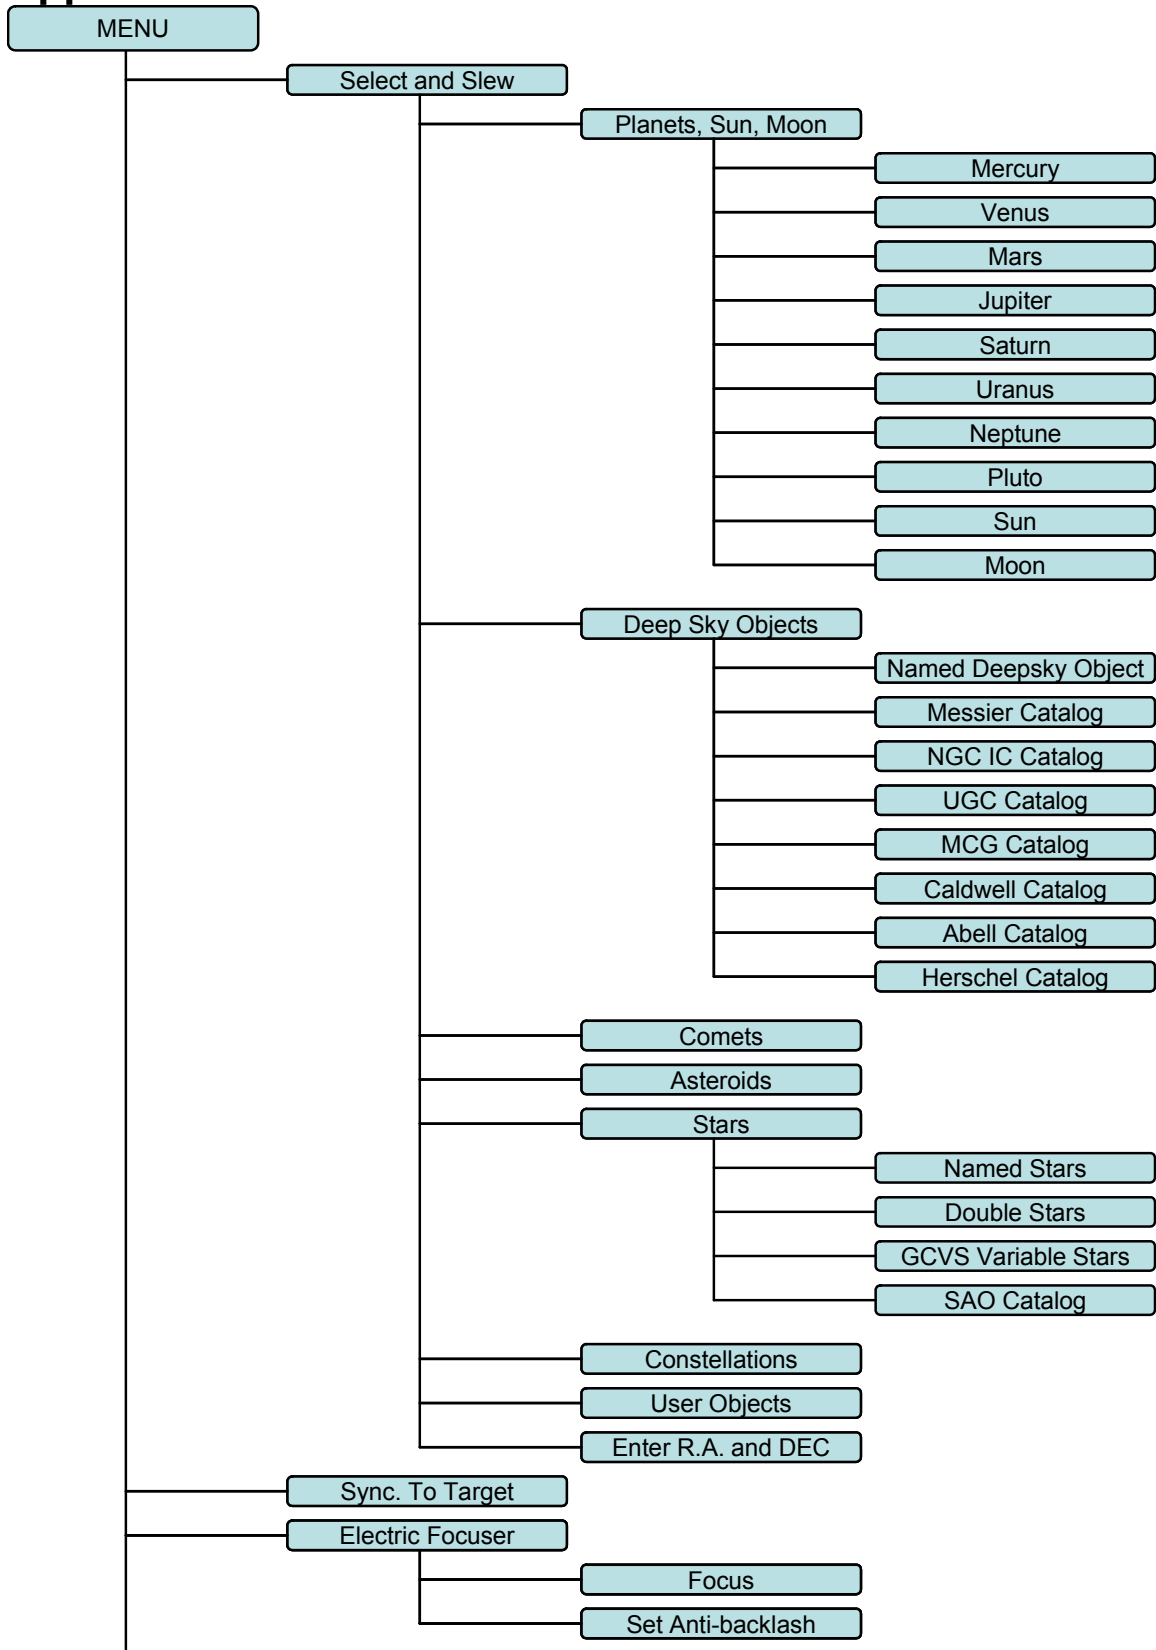 MENU
Select and Slew
Planets, Sun, Moon
Mercury
Venus
Mars
Jupiter
Saturn
Uranus
Neptune
Pluto
Sun
Moon
Deep Sky Objects
Named Deepsky Object
Messier Catalog
NGC IC Catalog
UGC Catalog
MCG Catalog
Caldwell Catalog
Abell Catalog
Herschel Catalog
Comets
Asteroids
Stars
Named Stars
Double Stars
GCVS Variable Stars
SAO Catalog
Constellations
User Objects
Enter R.A. and DEC
Sync. To Target
Electric Focuser
Focus
Set Anti-backlash